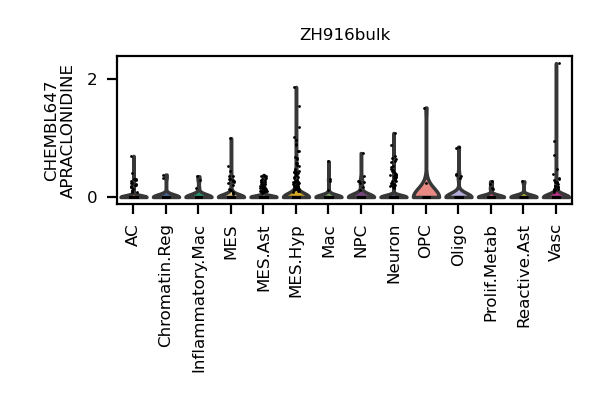 ZH916bulk
CHEMBL647
APRACLONIDINE
2
0
AC
Chromatin.Reg
Inflammatory.Mac
MES
MES.Ast
MES.Hyp
Mac
NPC
Neuron
OPC
Oligo
Prolif.Metab
Reactive.Ast
Vasc